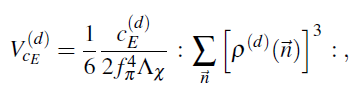 $V_{c_E}^{(d)} = \frac{1}{6} \frac{c_E^{(d)}}{2 f_\pi^4 \Lambda_\chi} : \sum_{\vec{n}} \left[ \rho^{(d)}(\vec{n}) \right]^3 : ,$